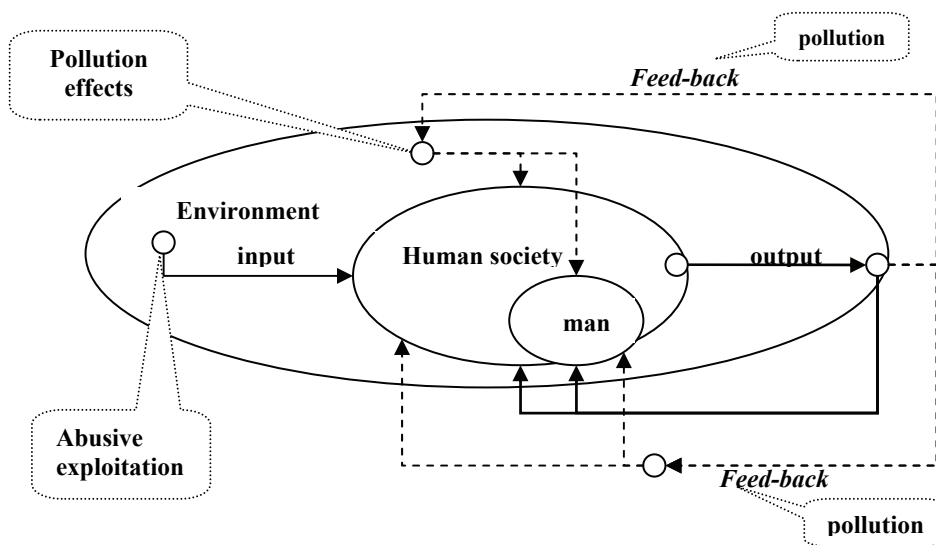 Pollution
effects
pollution
Feed-back
Environment
input
Human society
output
man
Abusive
exploitation
Feed-back
pollution